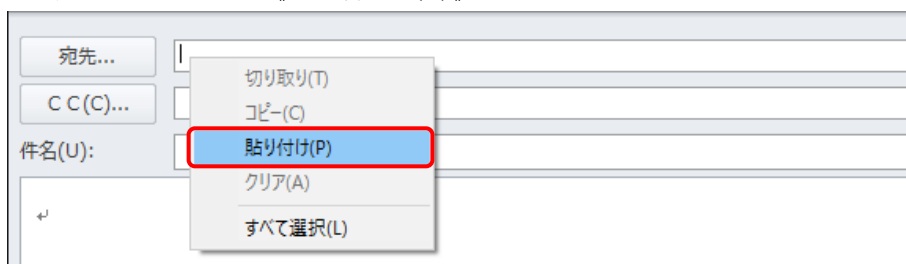 宛先...
切り取り(T)
ＣＣ(C)...
コピー(C)
件名(U):
貼り付け(P)
クリア(A)
すべて選択(L)